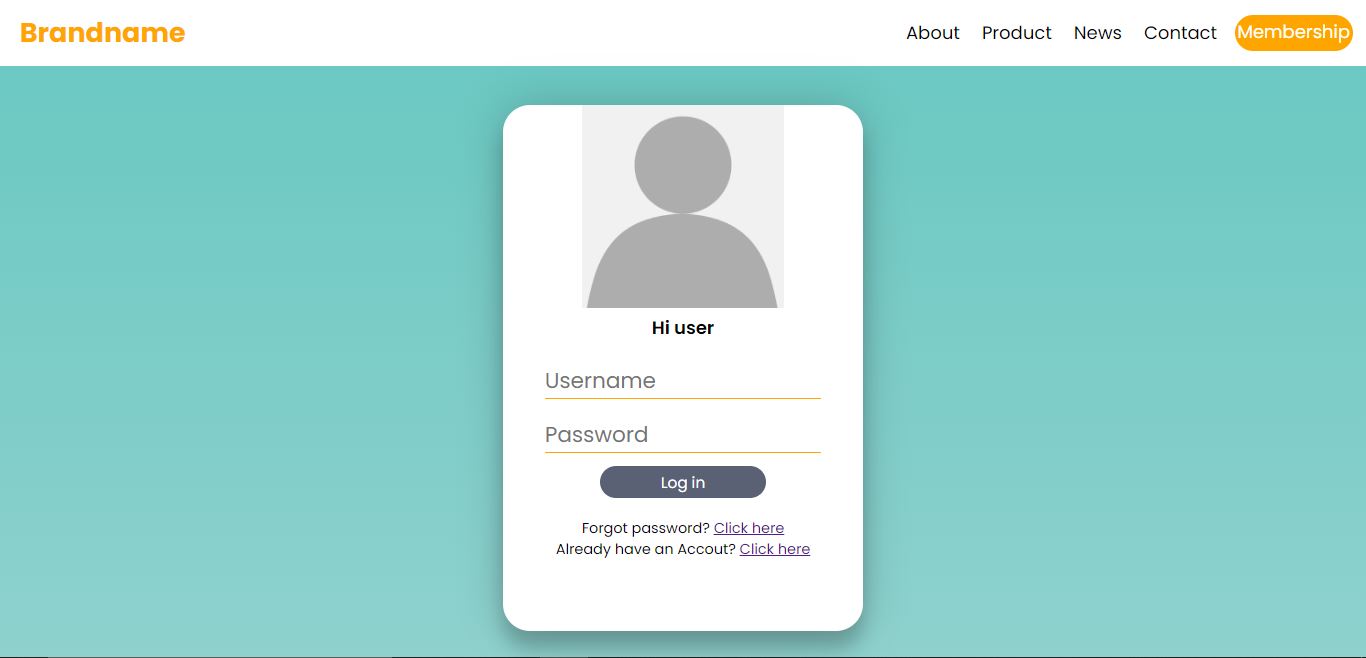 Brandname
About Product News Contact Membership
Hi user
Username
Password
Log in
Forgot password? Click here
Already have an Accout? Click here